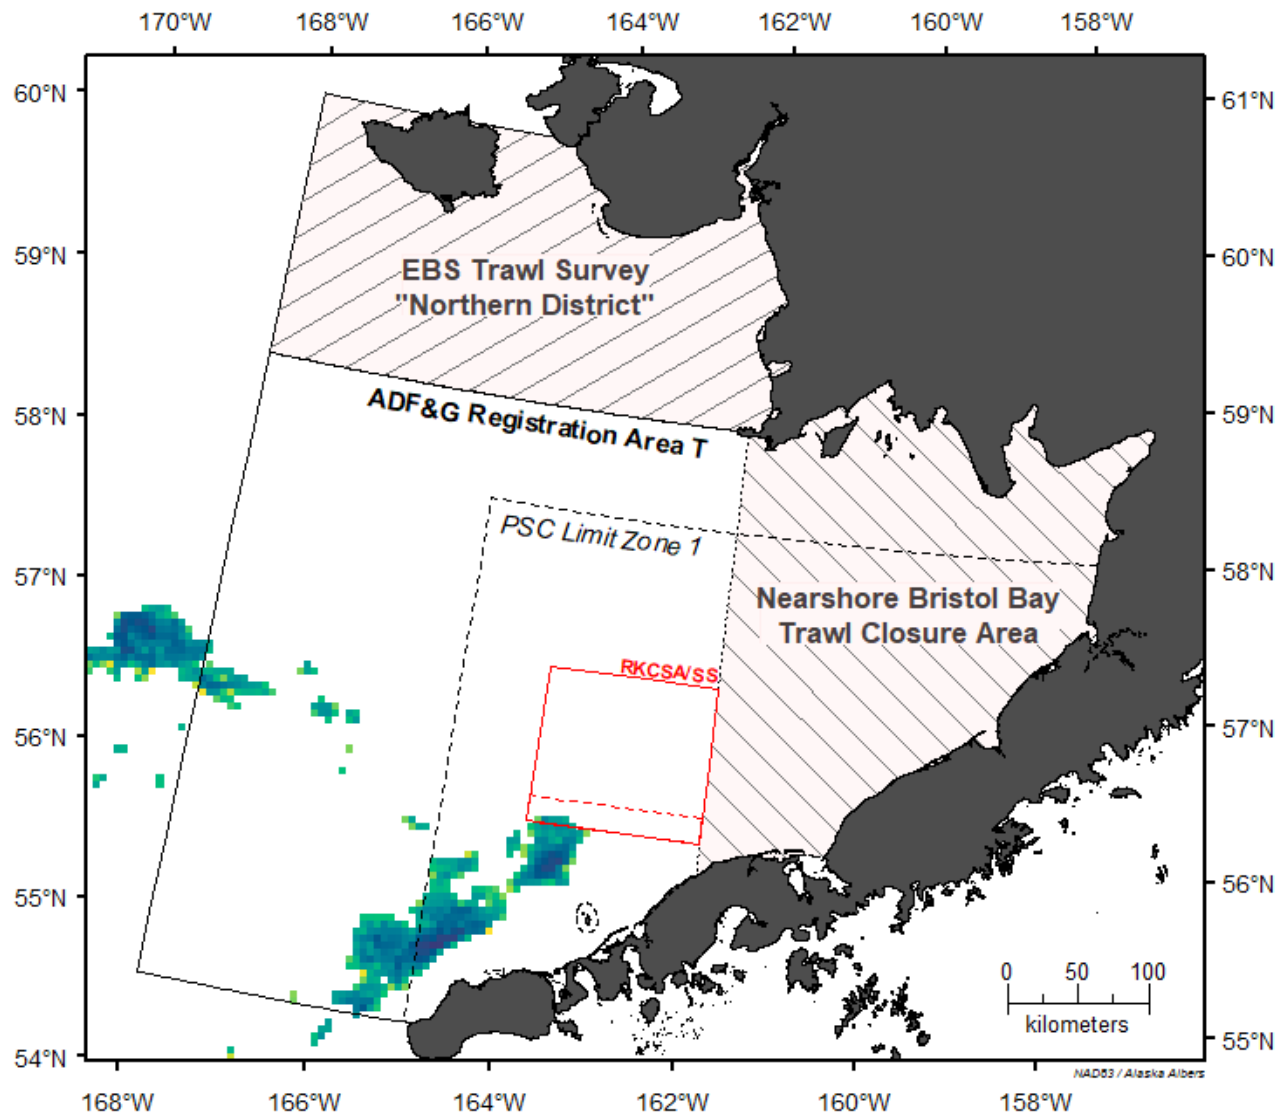 170°W 168°W 166°W 164°W 162°W 160°W 158°W
60°N
61°N
59°N
60°N
EBS Trawl Survey
"Northern District"
58°N
59°N
ADF&G Registration Area T
PSC Limit Zone 1
57°N
58°N
Nearshore Bristol Bay
Trawl Closure Area
RKCSA/SS
56°N
57°N
55°N
56°N
0 50 100
kilometers
54°N
55°N
NAD83 / Alaska Albers
168°W 166°W 164°W 162°W 160°W 158°W